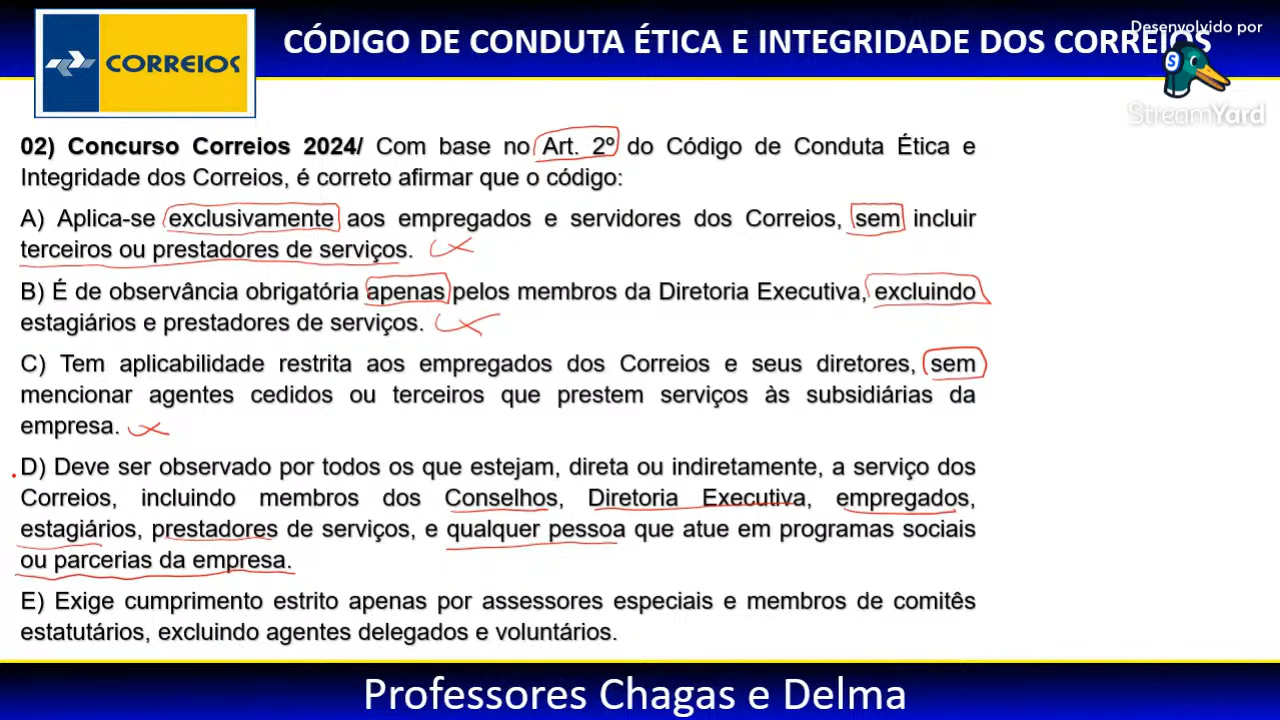 CORREIOS
CÓDIGO DE CONDUTA ÉTICA E INTEGRIDADE DOS CORREIOS
Desenvolvido por
StreamYard
02) Concurso Correios 2024/ Com base no Art. 2º do Código de Conduta Ética e
Integridade dos Correios, é correto afirmar que o código:
A) Aplica-se exclusivamente aos empregados e servidores dos Correios, sem incluir
terceiros ou prestadores de serviços.
B) É de observância obrigatória apenas pelos membros da Diretoria Executiva, excluindo
estagiários e prestadores de serviços.
C) Tem aplicabilidade restrita aos empregados dos Correios e seus diretores, sem
mencionar agentes cedidos ou terceiros que prestem serviços às subsidiárias da
empresa.
D) Deve ser observado por todos os que estejam, direta ou indiretamente, a serviço dos
Correios, incluindo membros dos Conselhos, Diretoria Executiva, empregados,
estagiários, prestadores de serviços, e qualquer pessoa que atue em programas sociais
ou parcerias da empresa.
E) Exige cumprimento estrito apenas por assessores especiais e membros de comitês
estatutários, excluindo agentes delegados e voluntários.
Professores Chagas e Delma